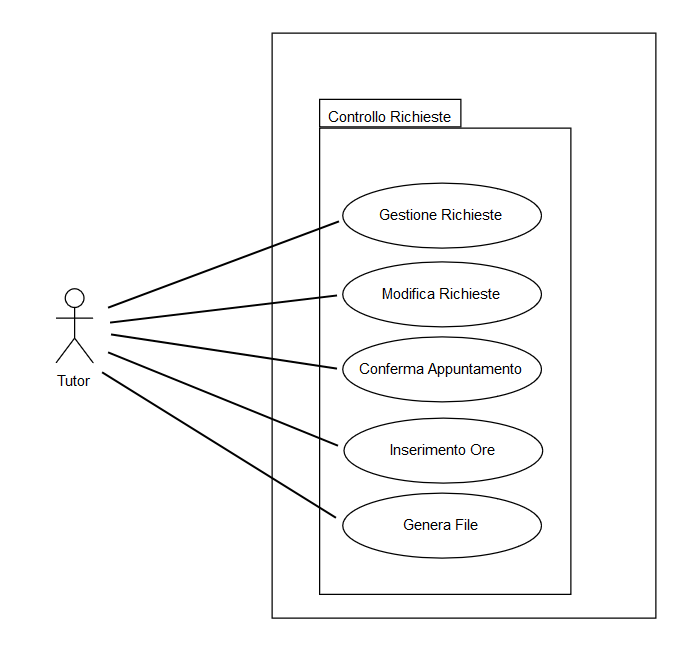 Controllo Richieste
Gestione Richieste
Modifica Richieste
Conferma Appuntamento
Tutor
Inserimento Ore
Genera File